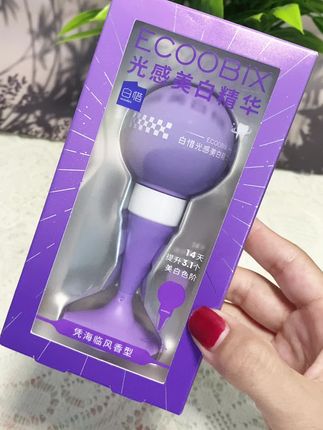 ECOOBIX
光感美白精华
白惜
ECOOBIX
白惜光感美白精
14天
提升3.1个
美白色阶
凭海临风香型